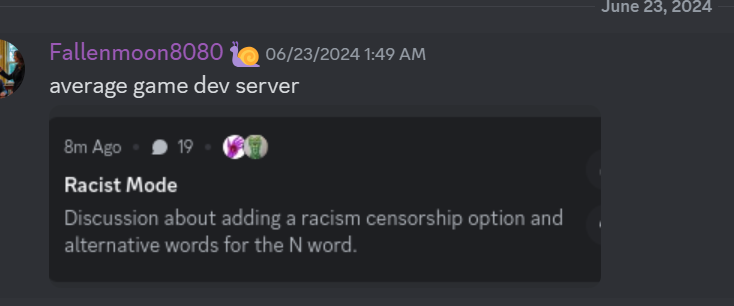 June 23, 2024
Fallenmoon8080 06/23/2024 1:49 AM
average game dev server
8m Ago • 19 •
Racist Mode
Discussion about adding a racism censorship option and
alternative words for the N word.